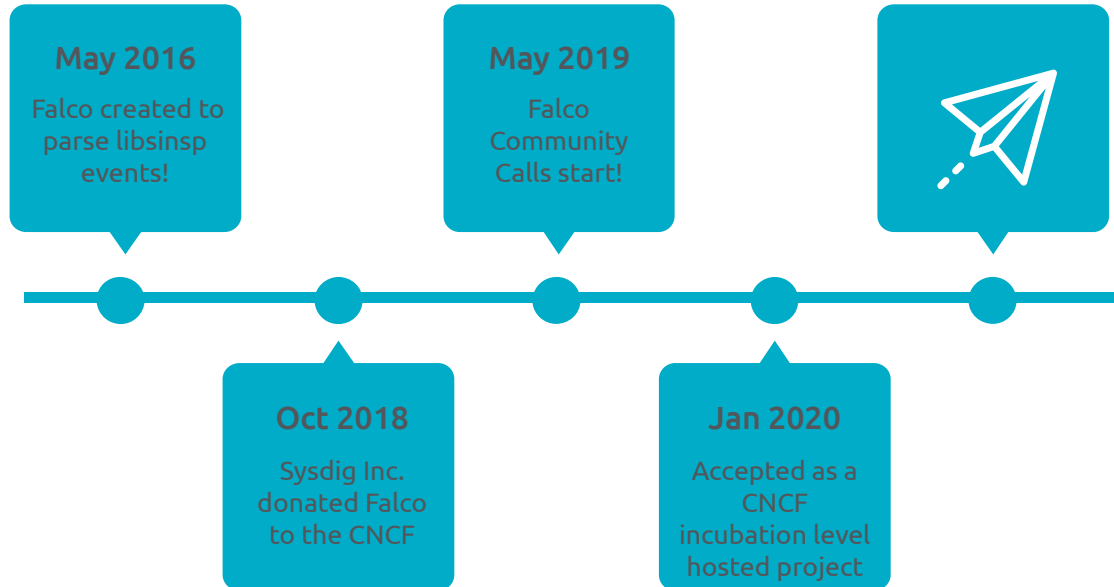 May 2016
Falco created to
parse libsinsp
events!
Oct 2018
Sysdig Inc.
donated Falco
to the CNCF
May 2019
Falco
Community
Calls start!
Jan 2020
Accepted as a
CNCF
incubation level
hosted project